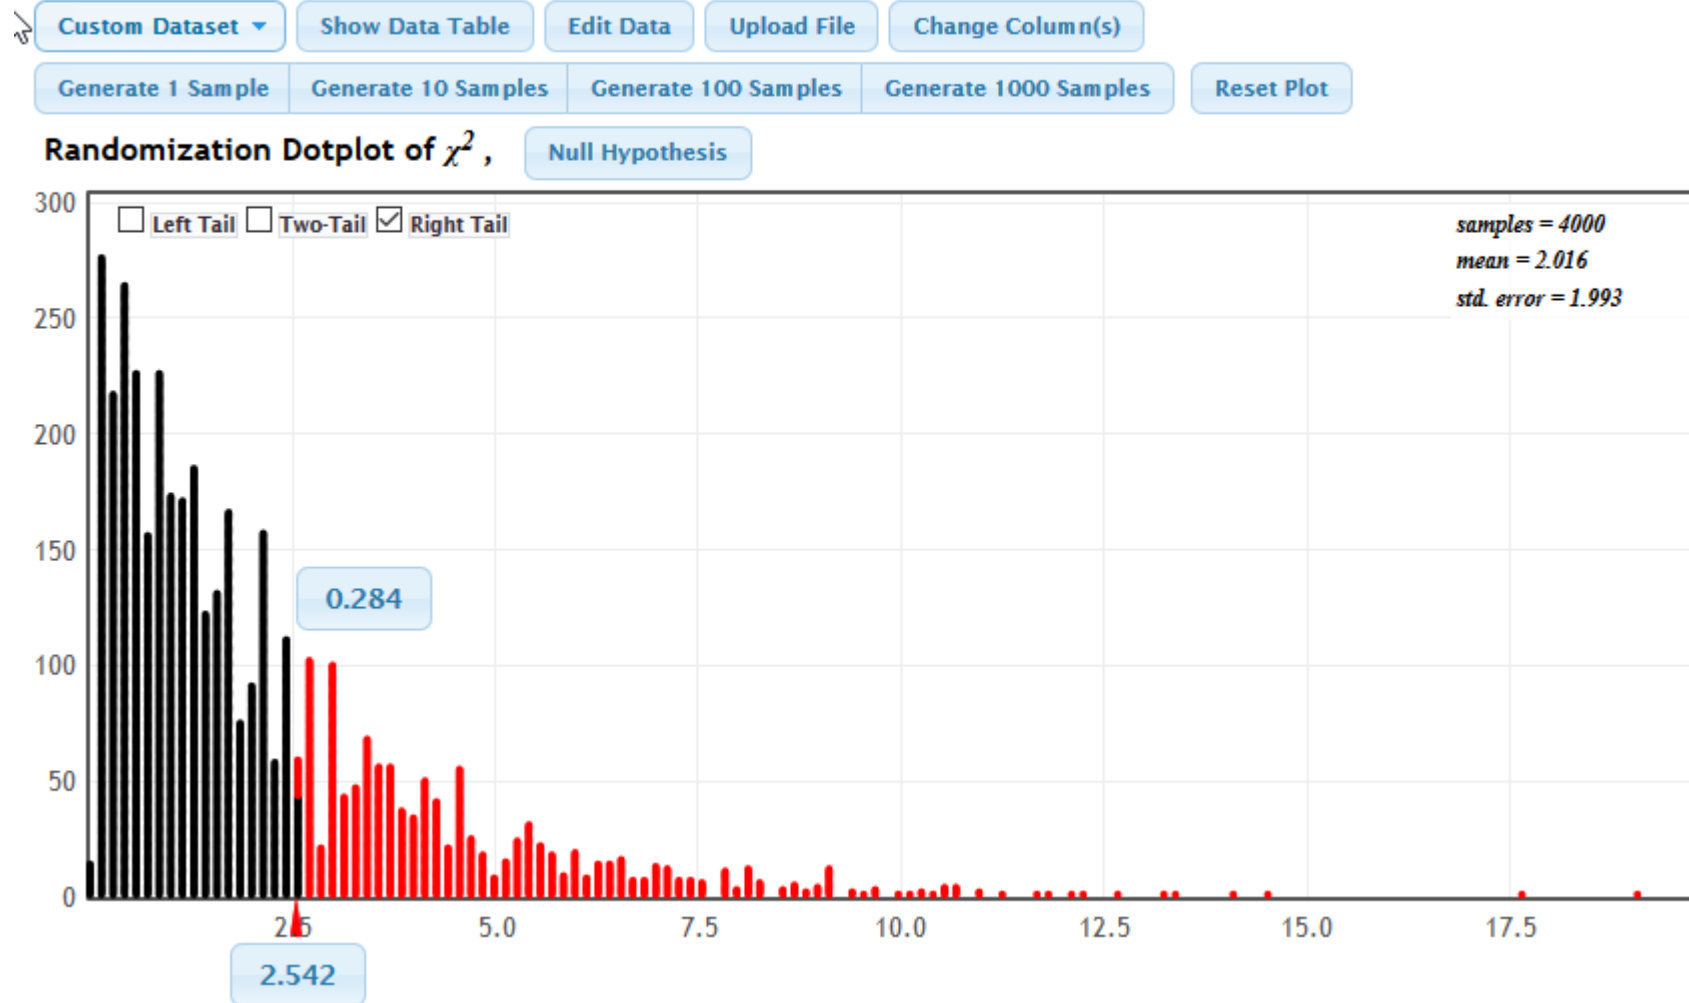 Custom Dataset Show Data Table Edit Data Upload File Change Column(s)
Generate 1 Sample Generate 10 Samples Generate 100 Samples Generate 1000 Samples Reset Plot
Randomization Dotplot of χ² , Null Hypothesis
300
Left Tail Two-Tail Right Tail
samples = 4000
mean = 2.016
std. error = 1.993
250
200
150
0.284
100
50
0
2.5 5.0 7.5 10.0 12.5 15.0 17.5
2.542